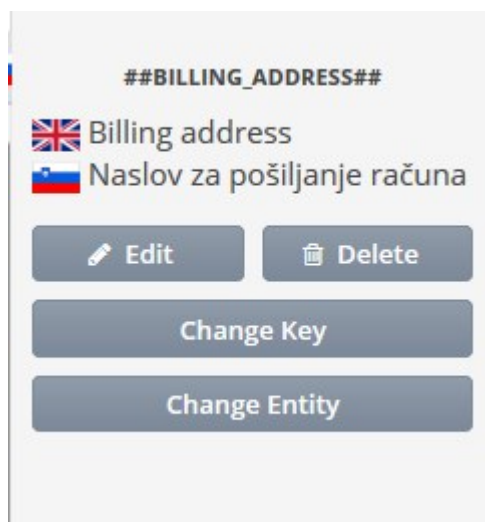 ##BILLING_ADDRESS##
Billing address
Naslov za pošiljanje računa
Edit
Delete
Change Key
Change Entity